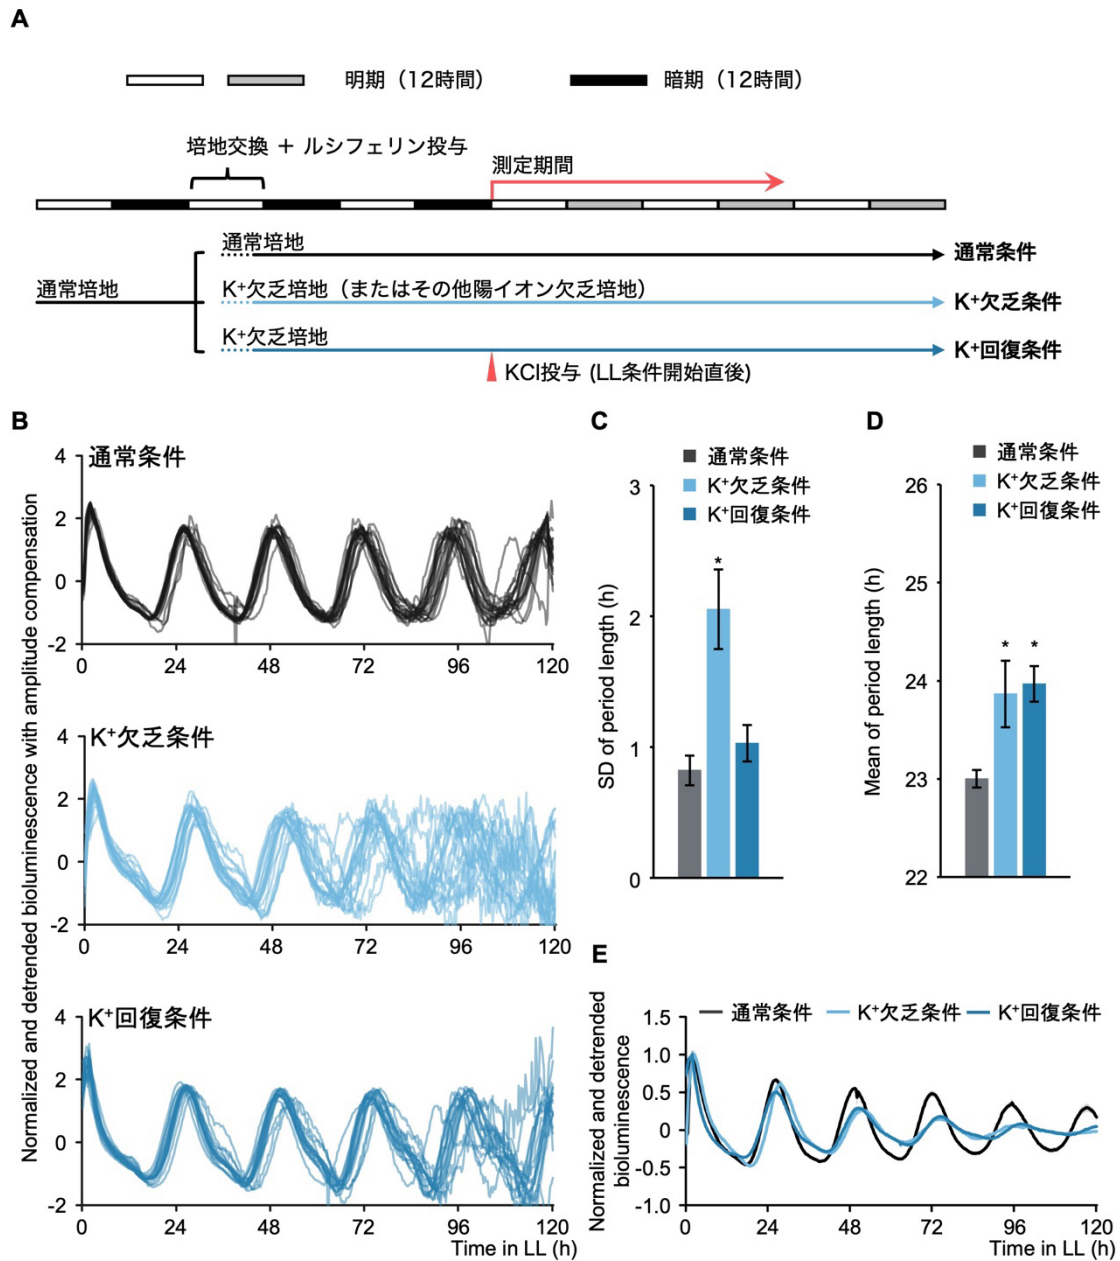 A
明期（12時間）
暗期（12時間）
培地交換 ＋ ルシフェリン投与
測定期間
通常培地
通常条件
通常培地
K⁺欠乏培地（またはその他陽イオン欠乏培地）
K⁺欠乏条件
K⁺欠乏培地
K⁺回復条件
KCl投与 (LL条件開始直後)
B
Normalized and detrended bioluminescence with amplitude compensation
通常条件
4
2
0
-2
0 24 48 72 96 120
K⁺欠乏条件
4
2
0
-2
0 24 48 72 96 120
K⁺回復条件
4
2
0
-2
0 24 48 72 96 120
Time in LL (h)
C
通常条件
K⁺欠乏条件
K⁺回復条件
SD of period length (h)
3
2
1
0
*
D
通常条件
K⁺欠乏条件
K⁺回復条件
Mean of period length (h)
26
25
24
23
22
* *
E
Normalized and detrended
bioluminescence
通常条件 K⁺欠乏条件 K⁺回復条件
1.5
1.0
0.5
0
-0.5
-1.0
0 24 48 72 96 120
Time in LL (h)